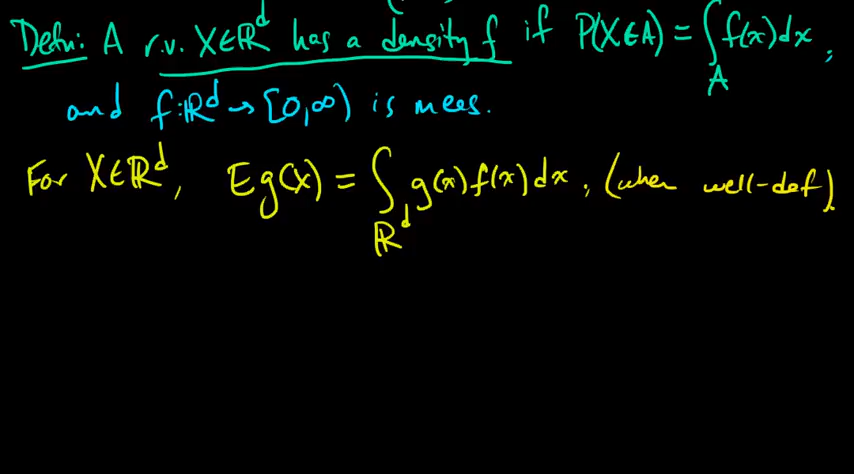 Defn: A r.v. X∈ℝ^d has a density f if P(X∈A) = ∫_A f(x)dx,
and f:ℝ^d → [0,∞) is meas.
For X∈ℝ^d, Eg(X) = ∫_{ℝ^d} g(x)f(x)dx, (when well-def).